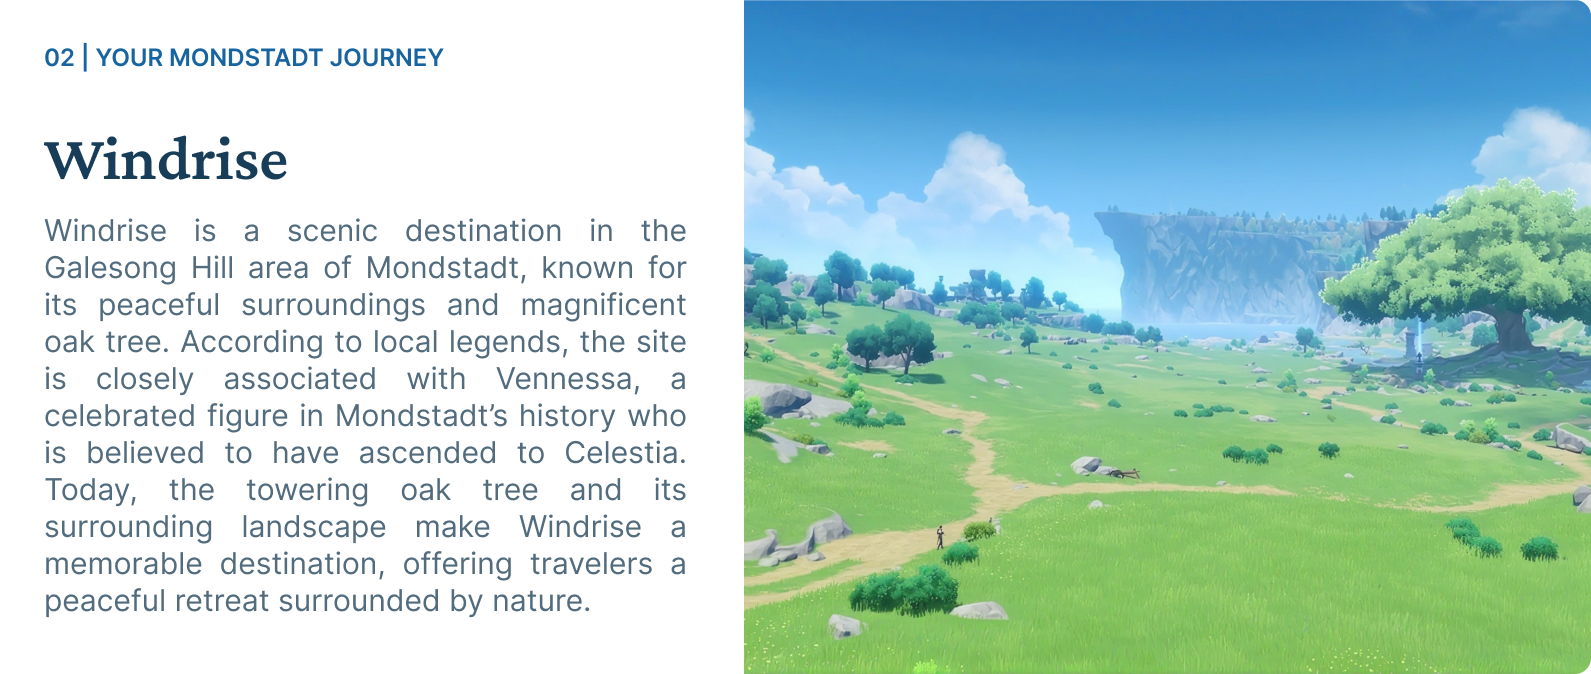 02 | YOUR MONDSTADT JOURNEY
Windrise
Windrise is a scenic destination in the
Galesong Hill area of Mondstadt, known for
its peaceful surroundings and magnificent
oak tree. According to local legends, the site
is closely associated with Vennessa, a
celebrated figure in Mondstadt’s history who
is believed to have ascended to Celestia.
Today, the towering oak tree and its
surrounding landscape make Windrise a
memorable destination, offering travelers a
peaceful retreat surrounded by nature.